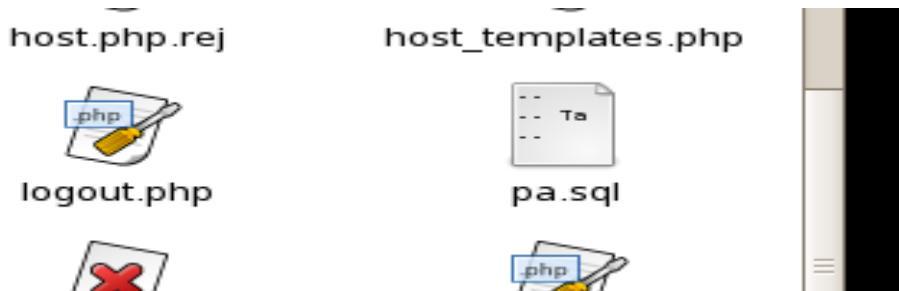 host.php.rej
host_templates.php
.php
-- 
-- Ta
--
logout.php
pa.sql
.php